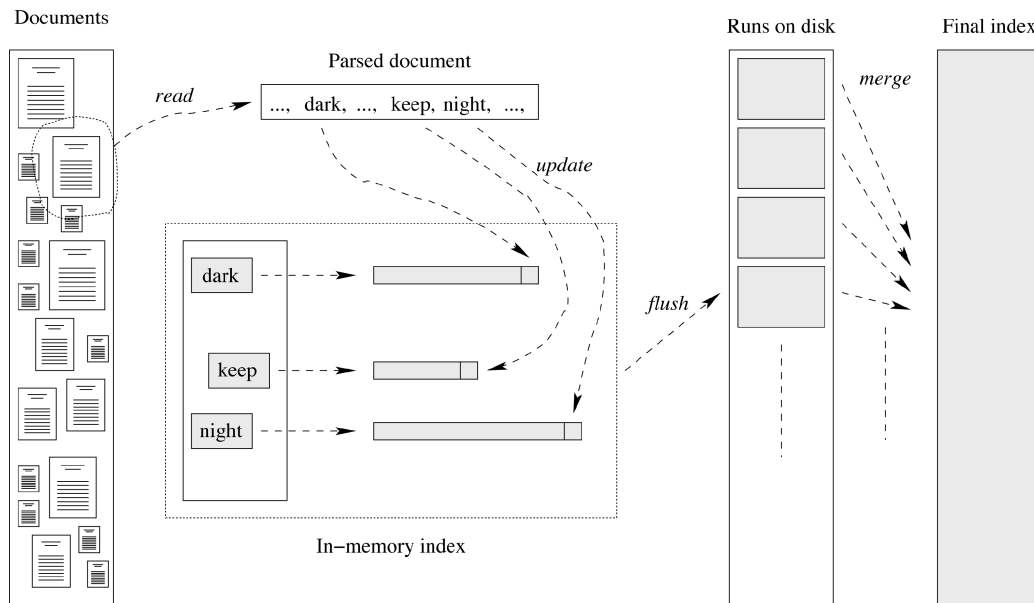 Documents
Runs on disk
Final index
Parsed document
read
..., dark, ..., keep, night, ...,
merge
update
dark
flush
keep
night
In-memory index